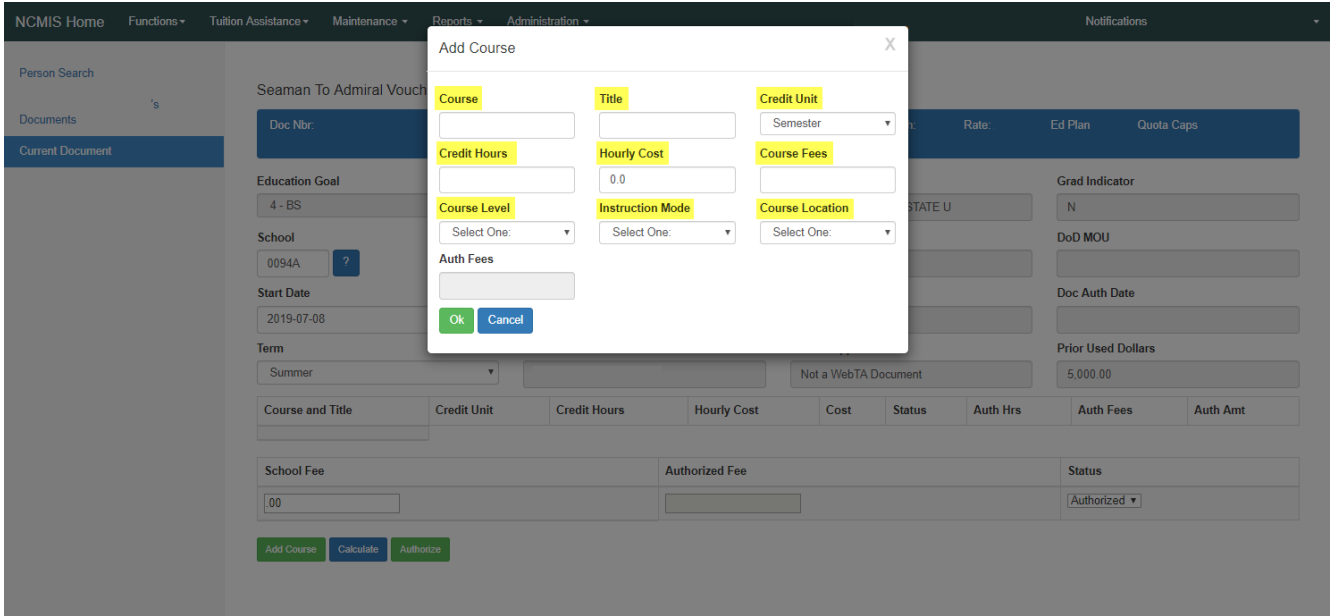 NCMIS Home Functions Tuition Assistance Maintenance Reports Administration Notifications
Person Search
's
Documents
Current Document
Seaman To Admiral Vouch
Doc Nbr: Rate: Ed Plan Quota Caps
Add Course X
Course Title Credit Unit
Semester
Credit Hours Hourly Cost Course Fees
0.0
Course Level Instruction Mode Course Location
Select One: Select One: Select One:
Auth Fees
Ok Cancel
Education Goal Grad Indicator
4 - BS STATE U N
School DoD MOU
0094A ?
Start Date Doc Auth Date
2019-07-08
Term Prior Used Dollars
Summer Not a WebTA Document 5,000.00
Course and Title Credit Unit Credit Hours Hourly Cost Cost Status Auth Hrs Auth Fees Auth Amt
School Fee Authorized Fee Status
.00 Authorized
Add Course Calculate Authorize